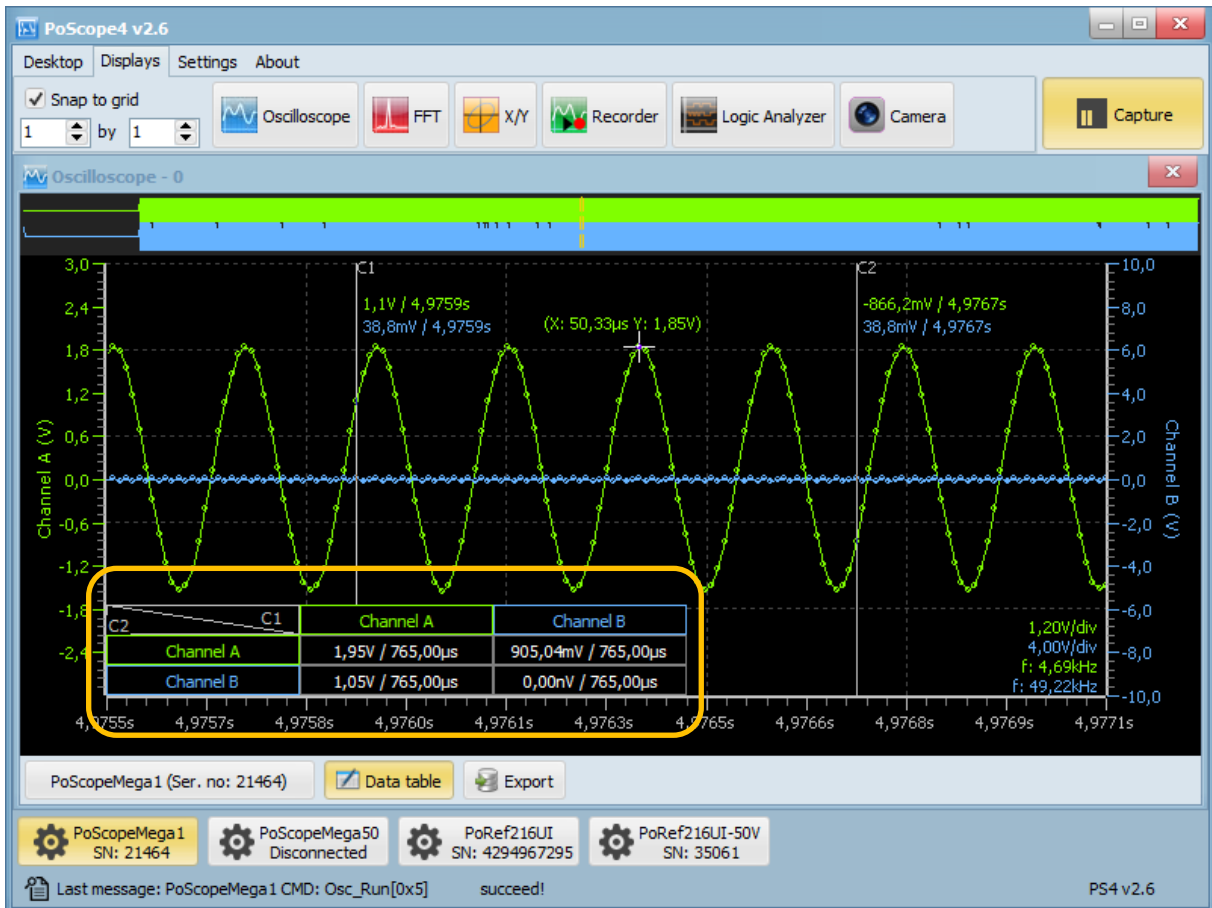 PoScope4 v2.6
Desktop Displays Settings About
Snap to grid
1 by 1
Oscilloscope FFT X/Y Recorder Logic Analyzer Camera Capture
Oscilloscope - 0
3,0 C1 C2 10,0
2,4 1,1V / 4,9759s -866,2mV / 4,9767s 8,0
38,8mV / 4,9759s (X: 50,33µs Y: 1,85V) 38,8mV / 4,9767s
1,8 6,0
1,2 4,0
0,6 2,0
Channel A (V)
0,0 0,0
Channel B (V)
-0,6 -2,0
-1,2 -4,0
-1,8 -6,0
C2 C1 Channel A Channel B
Channel A 1,95V / 765,00µs 905,04mV / 765,00µs
Channel B 1,05V / 765,00µs 0,00nV / 765,00µs
-2,4 -8,0
1,20V/div
4,00V/div
f: 4,69kHz
f: 49,22kHz
-10,0
4,9755s 4,9757s 4,9758s 4,9760s 4,9761s 4,9763s 4,9765s 4,9766s 4,9768s 4,9769s 4,9771s
PoScopeMega1 (Ser. no: 21464) Data table Export
PoScopeMega1
SN: 21464
PoScopeMega50
Disconnected
PoRef216UI
SN: 4294967295
PoRef216UI-50V
SN: 35061
Last message: PoScopeMega1 CMD: Osc_Run[0x5] succeed! PS4 v2.6